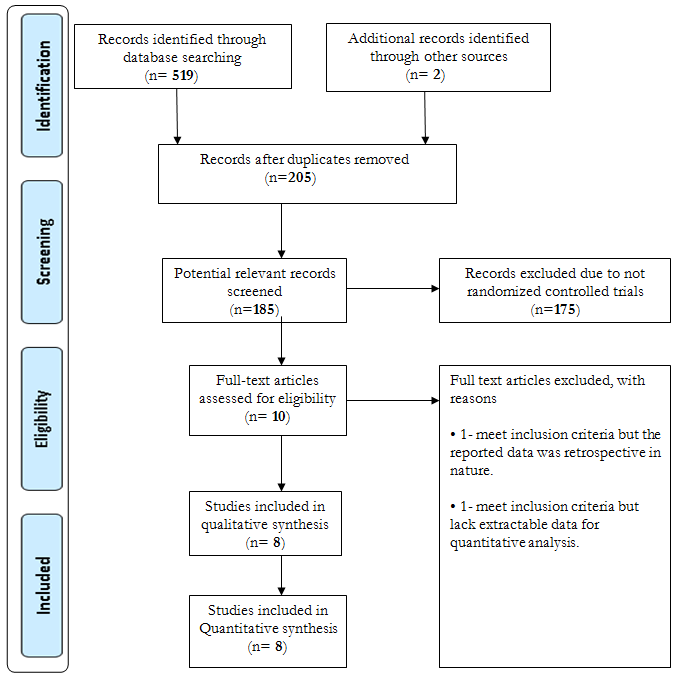 Identification
Records identified through
database searching
(n= 519)
Additional records identified
through other sources
(n= 2)
Records after duplicates removed
(n=205)
Screening
Potential relevant records
screened
(n=185)
Records excluded due to not
randomized controlled trials
(n=175)
Eligibility
Full-text articles
assessed for eligibility
(n= 10)
Full text articles excluded, with
reasons
• 1- meet inclusion criteria but the
reported data was retrospective in
nature.
• 1- meet inclusion criteria but
lack extractable data for
quantitative analysis.
Studies included in
qualitative synthesis
(n= 8)
Included
Studies included in
Quantitative synthesis
(n= 8)